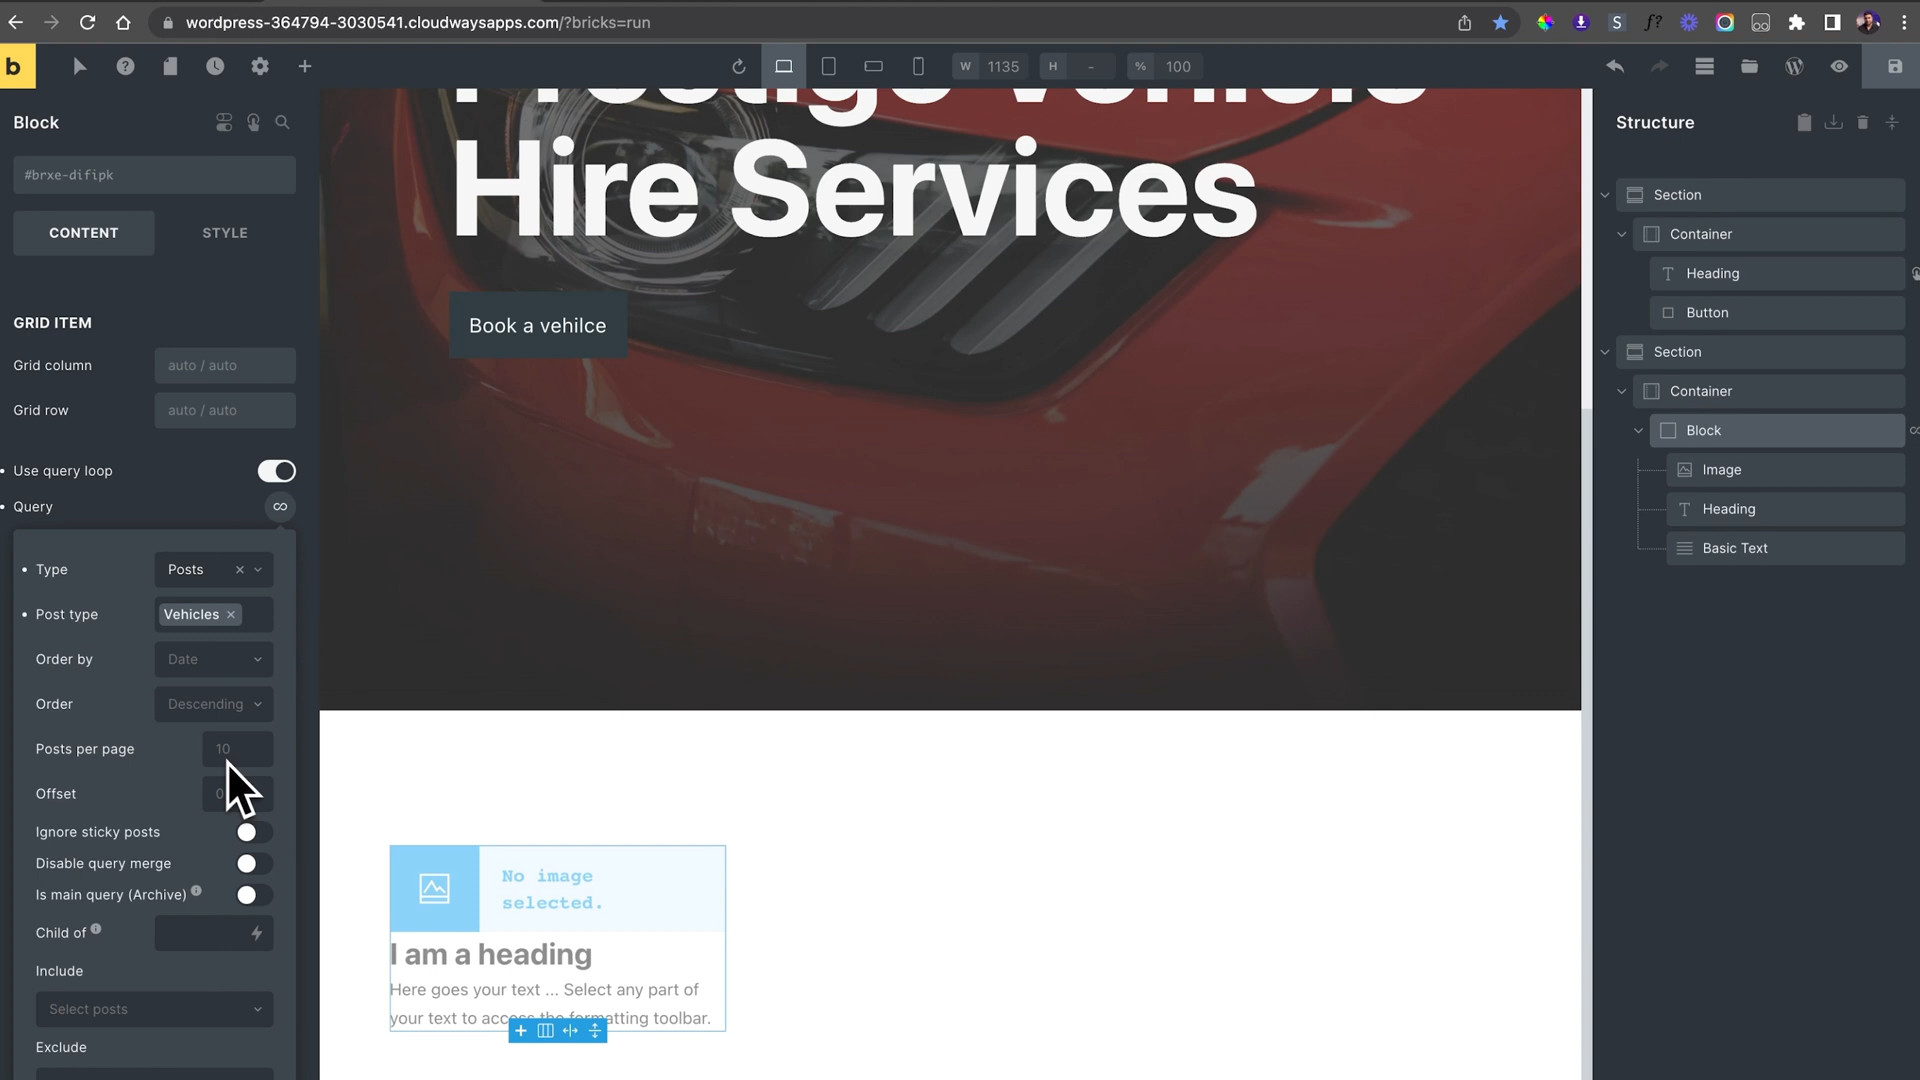 wordpress-364794-3030541.cloudwaysapps.com/?bricks=run
S
f?
b
W 1135
H -
% 100
Block
#brxe-difipk
CONTENT
STYLE
GRID ITEM
Grid column
auto / auto
Grid row
auto / auto
Use query loop
Query
Type
Posts
Post type
Vehicles
Order by
Date
Order
Descending
Posts per page
10
Offset
0
Ignore sticky posts
Disable query merge
Is main query (Archive)
Child of
Include
Select posts
Exclude
Prestige Vehicle
Hire Services
Book a vehilce
No image
selected.
I am a heading
Here goes your text ... Select any part of
your text to access the formatting toolbar.
Structure
Section
Container
Heading
Button
Section
Container
Block
Image
Heading
Basic Text